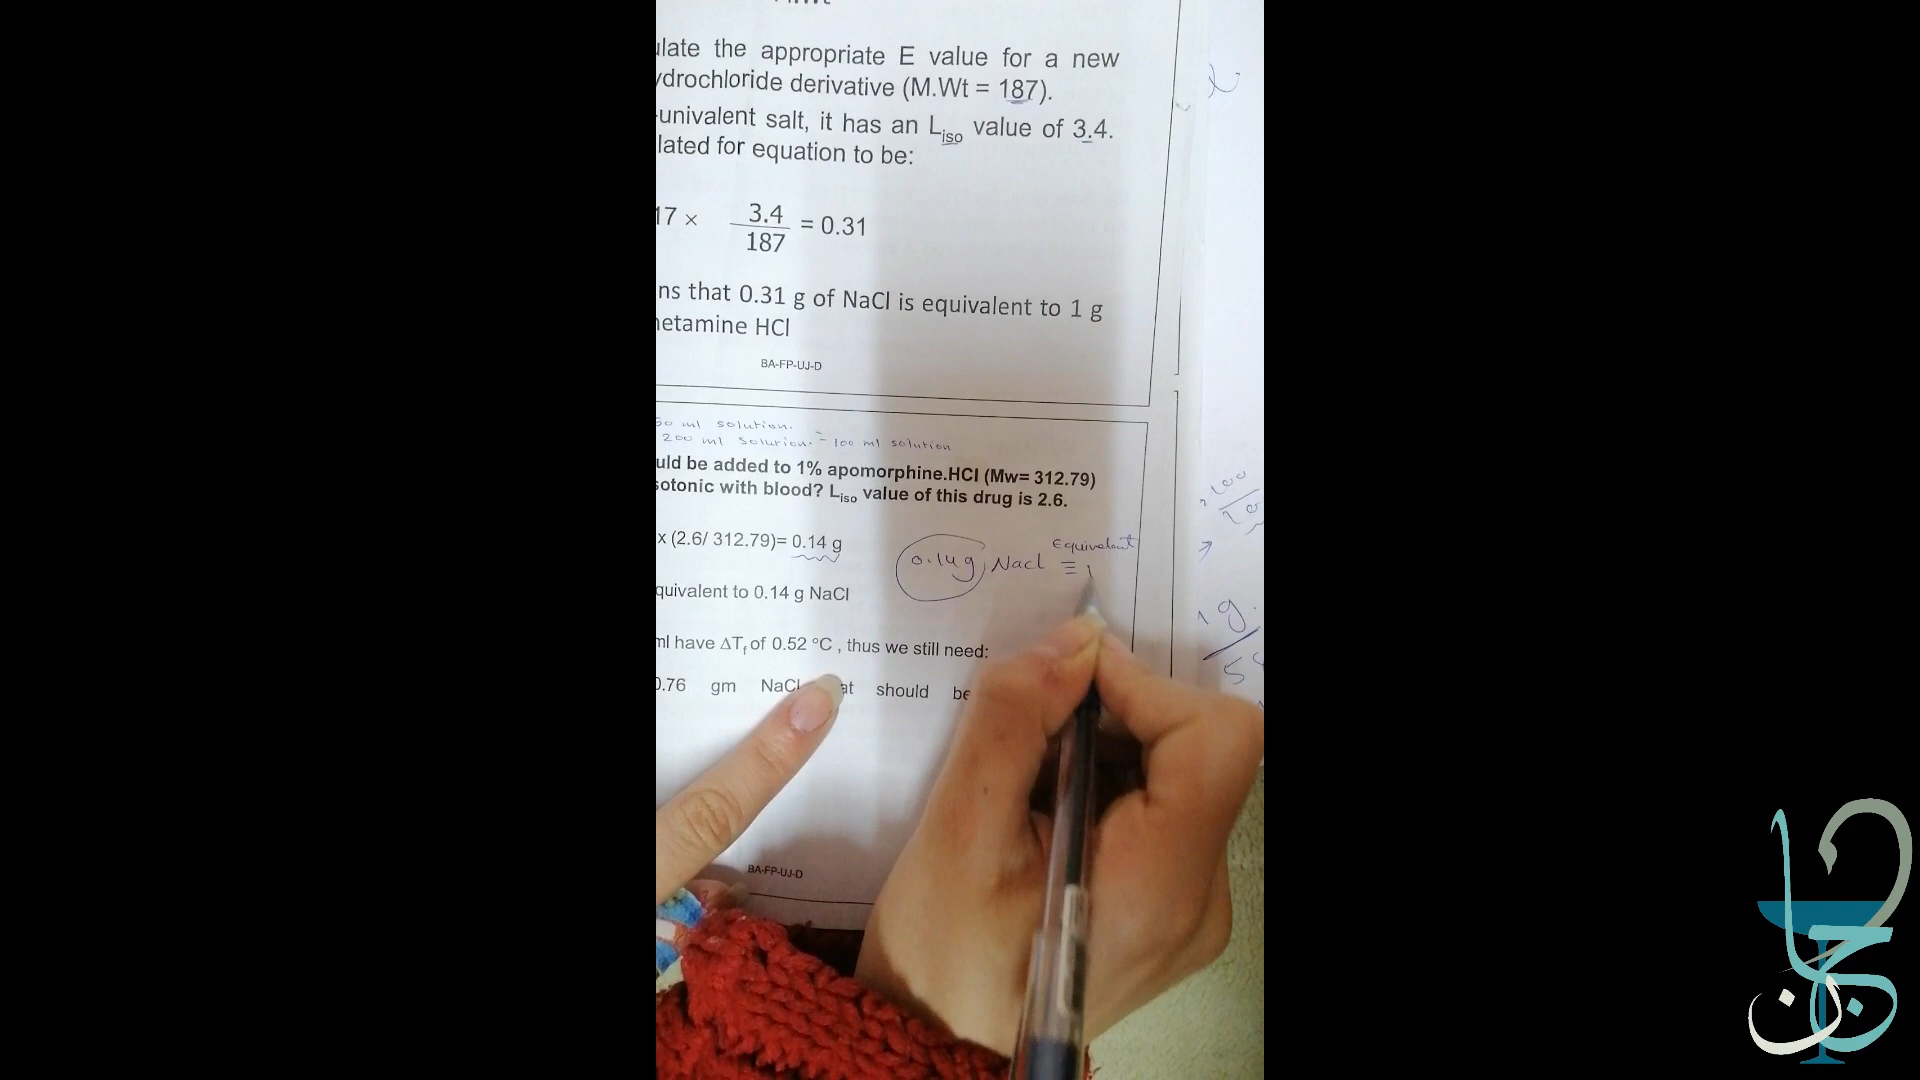 ulate the appropriate E value for a new
ydrochloride derivative (M.Wt = 187).
-univalent salt, it has an Liso value of 3.4.
lated for equation to be:
17 × 3.4 / 187 = 0.31
ns that 0.31 g of NaCl is equivalent to 1 g
netamine HCl
BA-FP-UJ-D
50 ml solution.
200 ml solution. = 100 ml solution
uld be added to 1% apomorphine.HCl (Mw= 312.79)
sotonic with blood? Liso value of this drug is 2.6.
x (2.6/ 312.79)= 0.14 g
Equivalent
0.14g NaCl ≡ 1
quivalent to 0.14 g NaCl
ml have ΔTf of 0.52 °C , thus we still need:
0.76 gm NaCl at should be
BA-FP-UJ-D
100
1 g.
5